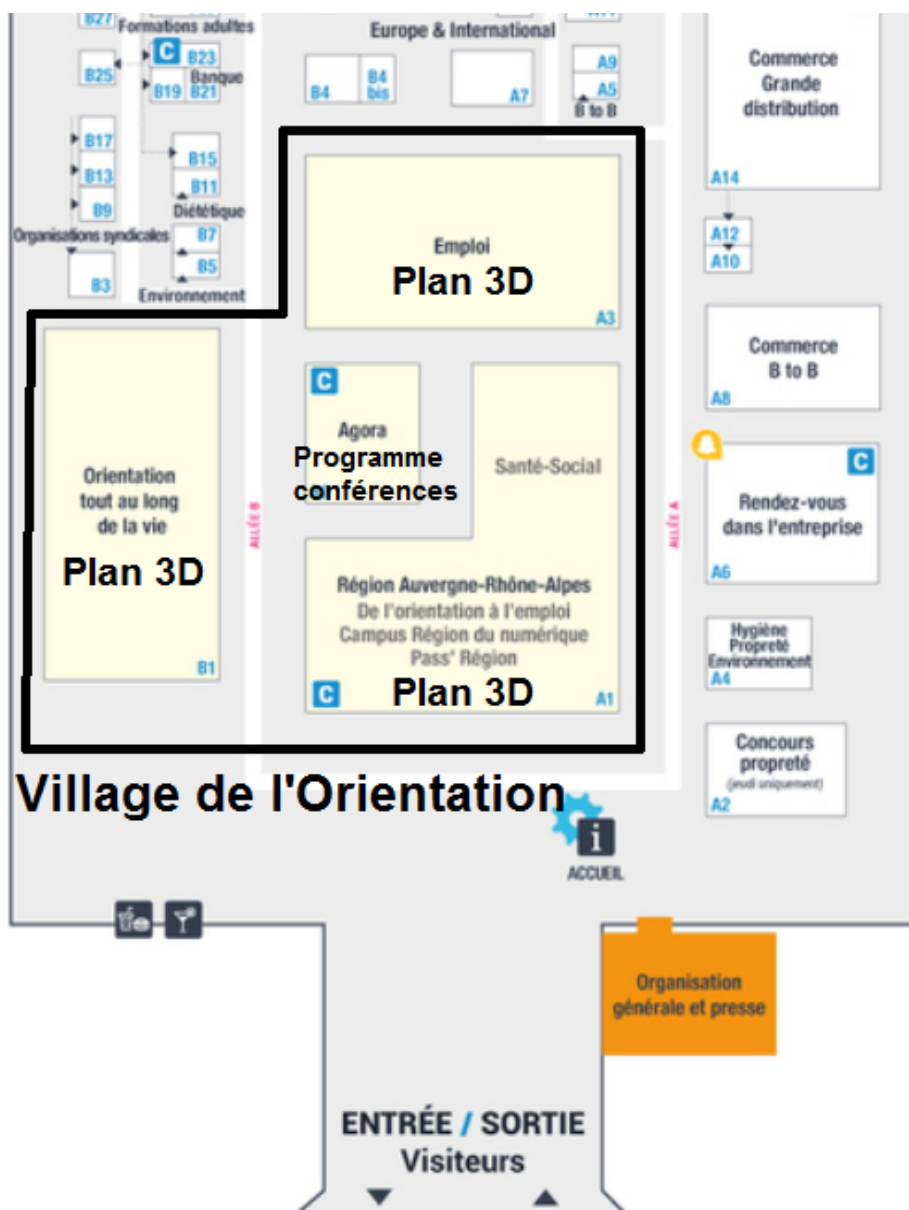 B27
Formations adultes
Europe & International
C
B23
Banque
B25
B19
B21
B4
B4
bis
A7
A9
A5
B to B
Commerce
Grande
distribution
A14
B17
B13
B9
B15
B11
Diététique
Organisations syndicales
B7
B5
B3
Environnement
Emploi
Plan 3D
A3
A12
A10
Commerce
B to B
A8
Orientation
tout au long
de la vie
Plan 3D
B1
ALLÉE B
C
Agora
Programme
conférences
Santé-Social
Région Auvergne-Rhône-Alpes
De l'orientation à l'emploi
Campus Région du numérique
Pass' Région
C
Plan 3D
A1
ALLÉE A
C
Rendez-vous
dans l'entreprise
A6
Hygiène
Propreté
Environnement
A4
Concours
propreté
(jeudi uniquement)
A2
Village de l'Orientation
i
ACCUEIL
Organisation
générale et presse
ENTRÉE / SORTIE
Visiteurs